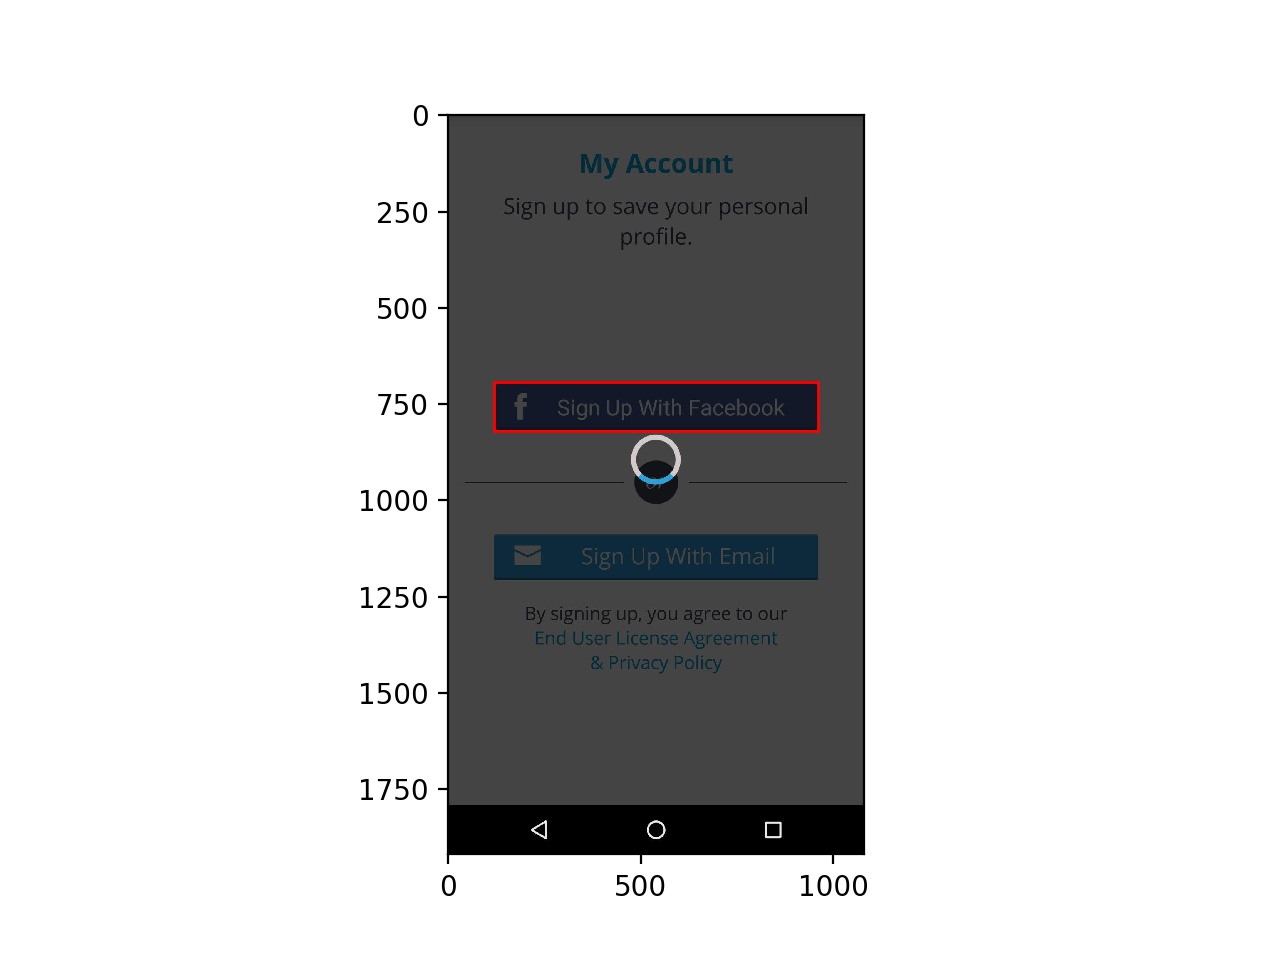 My Account
Sign up to save your personal
profile.
Sign Up With Facebook
or
Sign Up With Email
By signing up, you agree to our
End User License Agreement
& Privacy Policy
0
250
500
750
1000
1250
1500
1750
0
500
1000